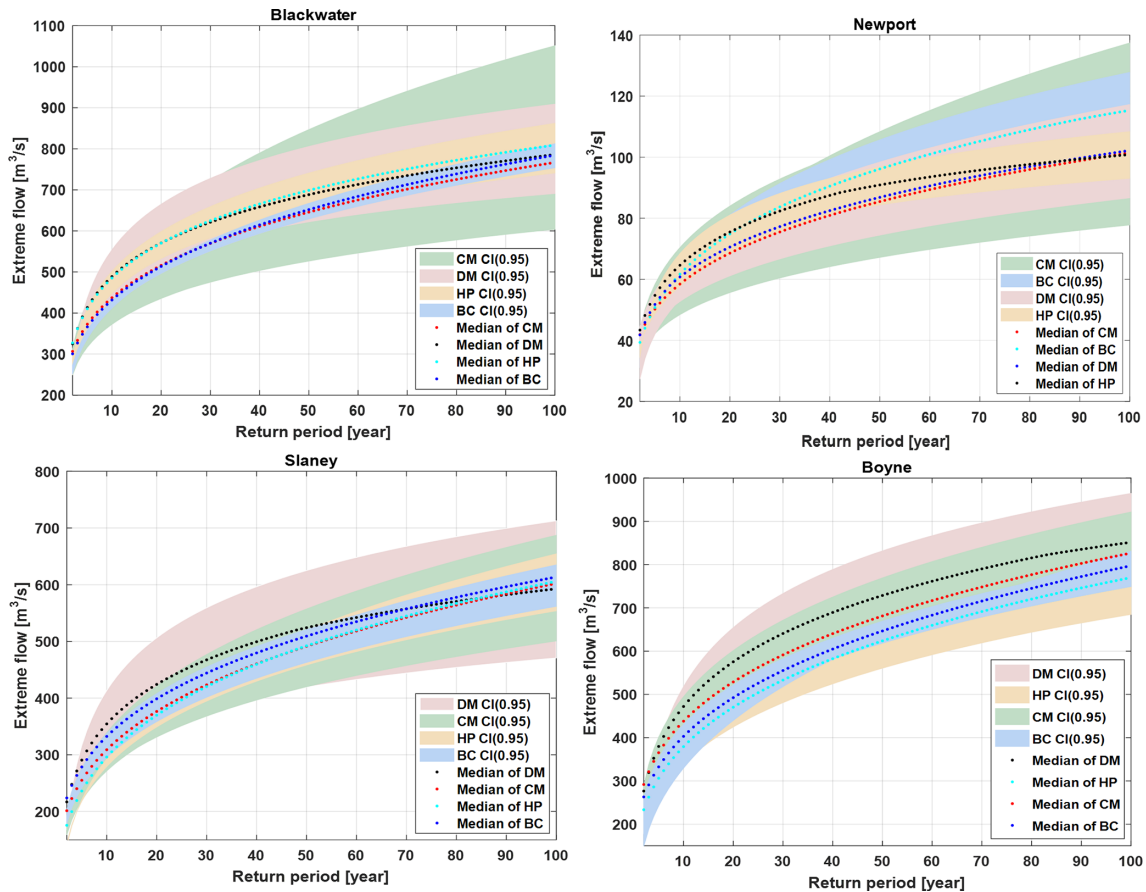 Blackwater
Extreme flow [m³/s]
1100
1000
900
800
700
600
500
400
300
200
10 20 30 40 50 60 70 80 90 100
Return period [year]
CM CI(0.95)
DM CI(0.95)
HP CI(0.95)
BC CI(0.95)
Median of CM
Median of DM
Median of HP
Median of BC
Newport
Extreme flow [m³/s]
140
120
100
80
60
40
20
10 20 30 40 50 60 70 80 90 100
Return period [year]
CM CI(0.95)
BC CI(0.95)
DM CI(0.95)
HP CI(0.95)
Median of CM
Median of BC
Median of DM
Median of HP
Slaney
Extreme flow [m³/s]
800
700
600
500
400
300
200
10 20 30 40 50 60 70 80 90 100
Return period [year]
DM CI(0.95)
CM CI(0.95)
HP CI(0.95)
BC CI(0.95)
Median of DM
Median of CM
Median of HP
Median of BC
Boyne
Extreme flow [m³/s]
1000
900
800
700
600
500
400
300
200
10 20 30 40 50 60 70 80 90 100
Return period [year]
DM CI(0.95)
HP CI(0.95)
CM CI(0.95)
BC CI(0.95)
Median of DM
Median of HP
Median of CM
Median of BC